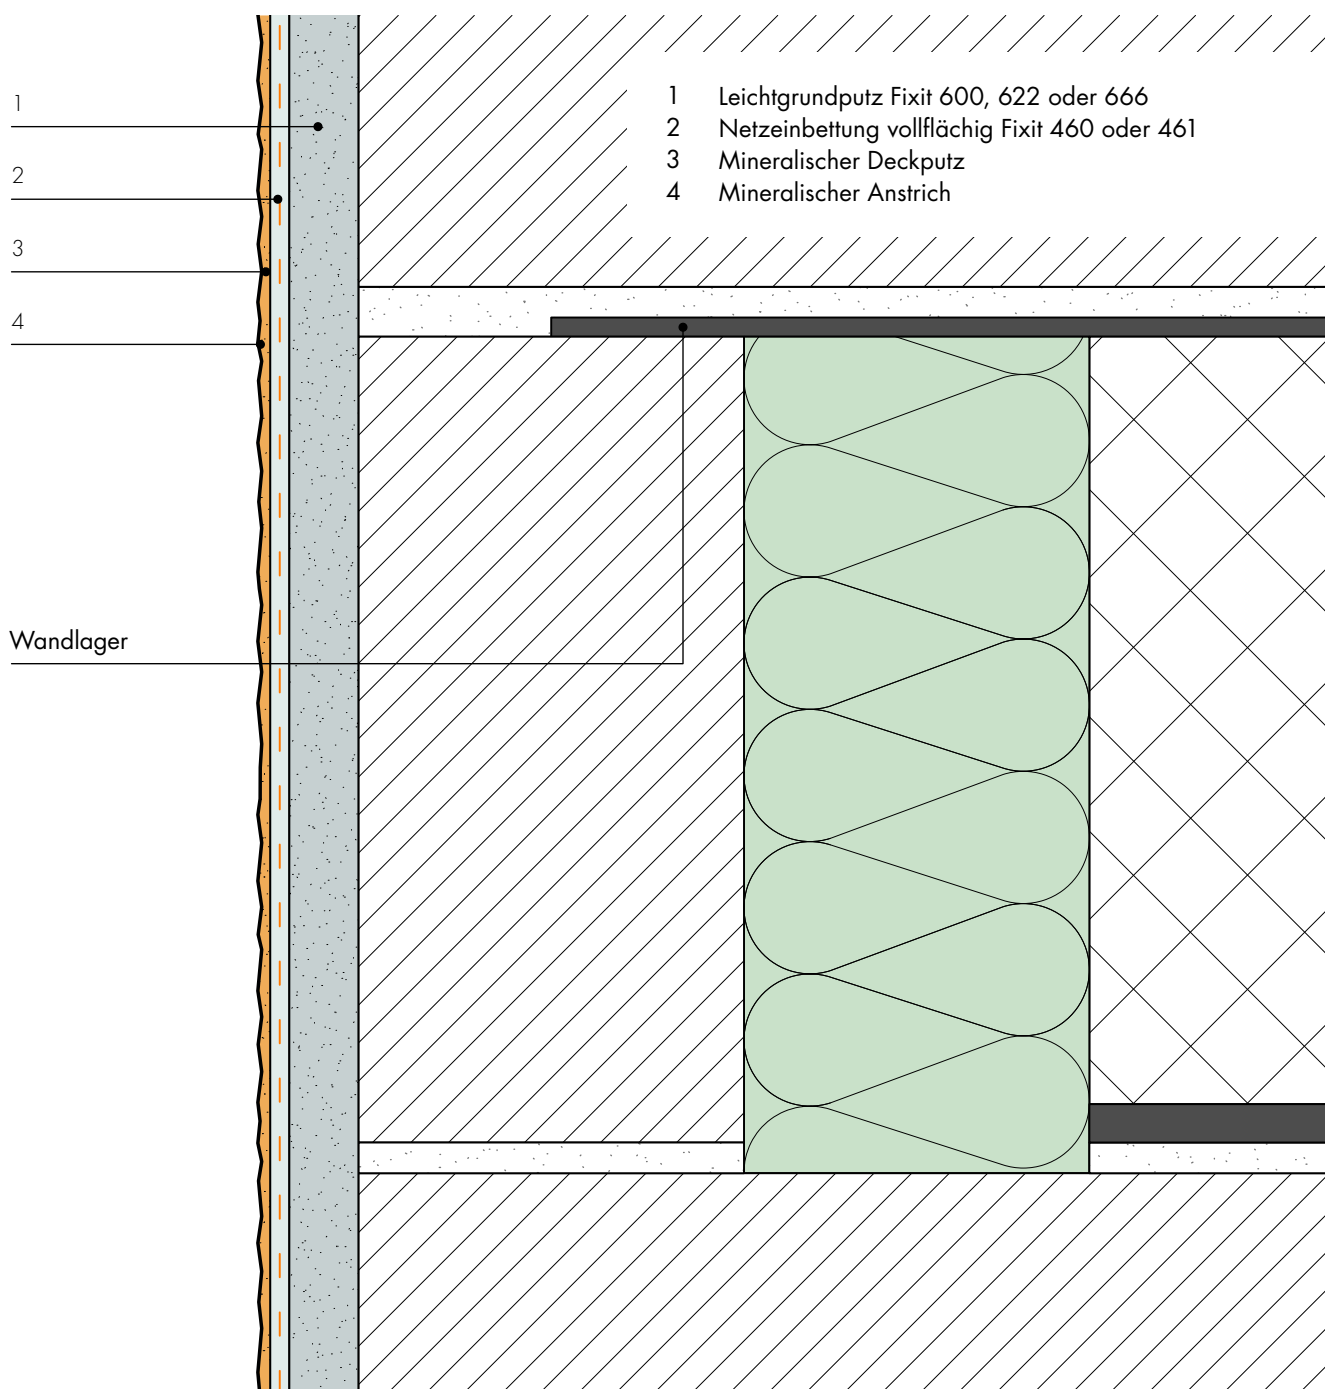 1 Leichtgrundputz Fixit 600, 622 oder 666
2 Netzeinbettung vollflächig Fixit 460 oder 461
3 Mineralischer Deckputz
4 Mineralischer Anstrich
1
2
3
4
Wandlager